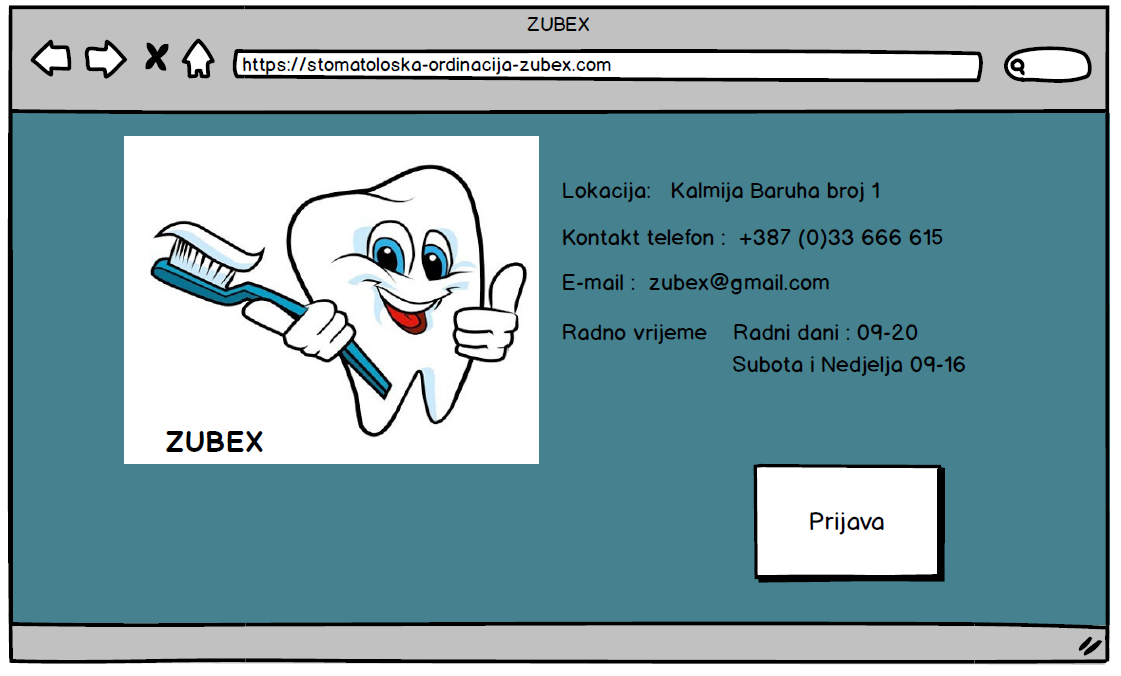 ZUBEX
https://stomatoloska-ordinacija-zubex.com
Lokacija: Kalmija Baruha broj 1
Kontakt telefon : +387 (0)33 666 615
E-mail : zubex@gmail.com
Radno vrijeme Radni dani : 09-20
Subota i Nedjelja 09-16
ZUBEX
Prijava